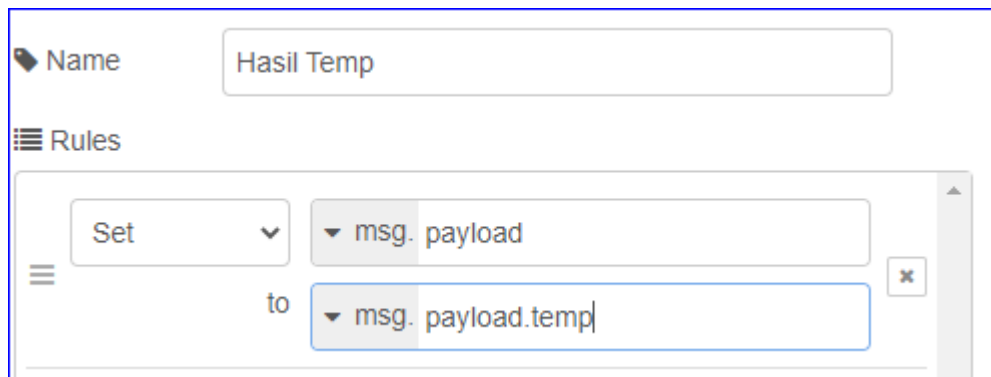 Name Hasil Temp
Rules
Set msg. payload
to msg. payload.temp